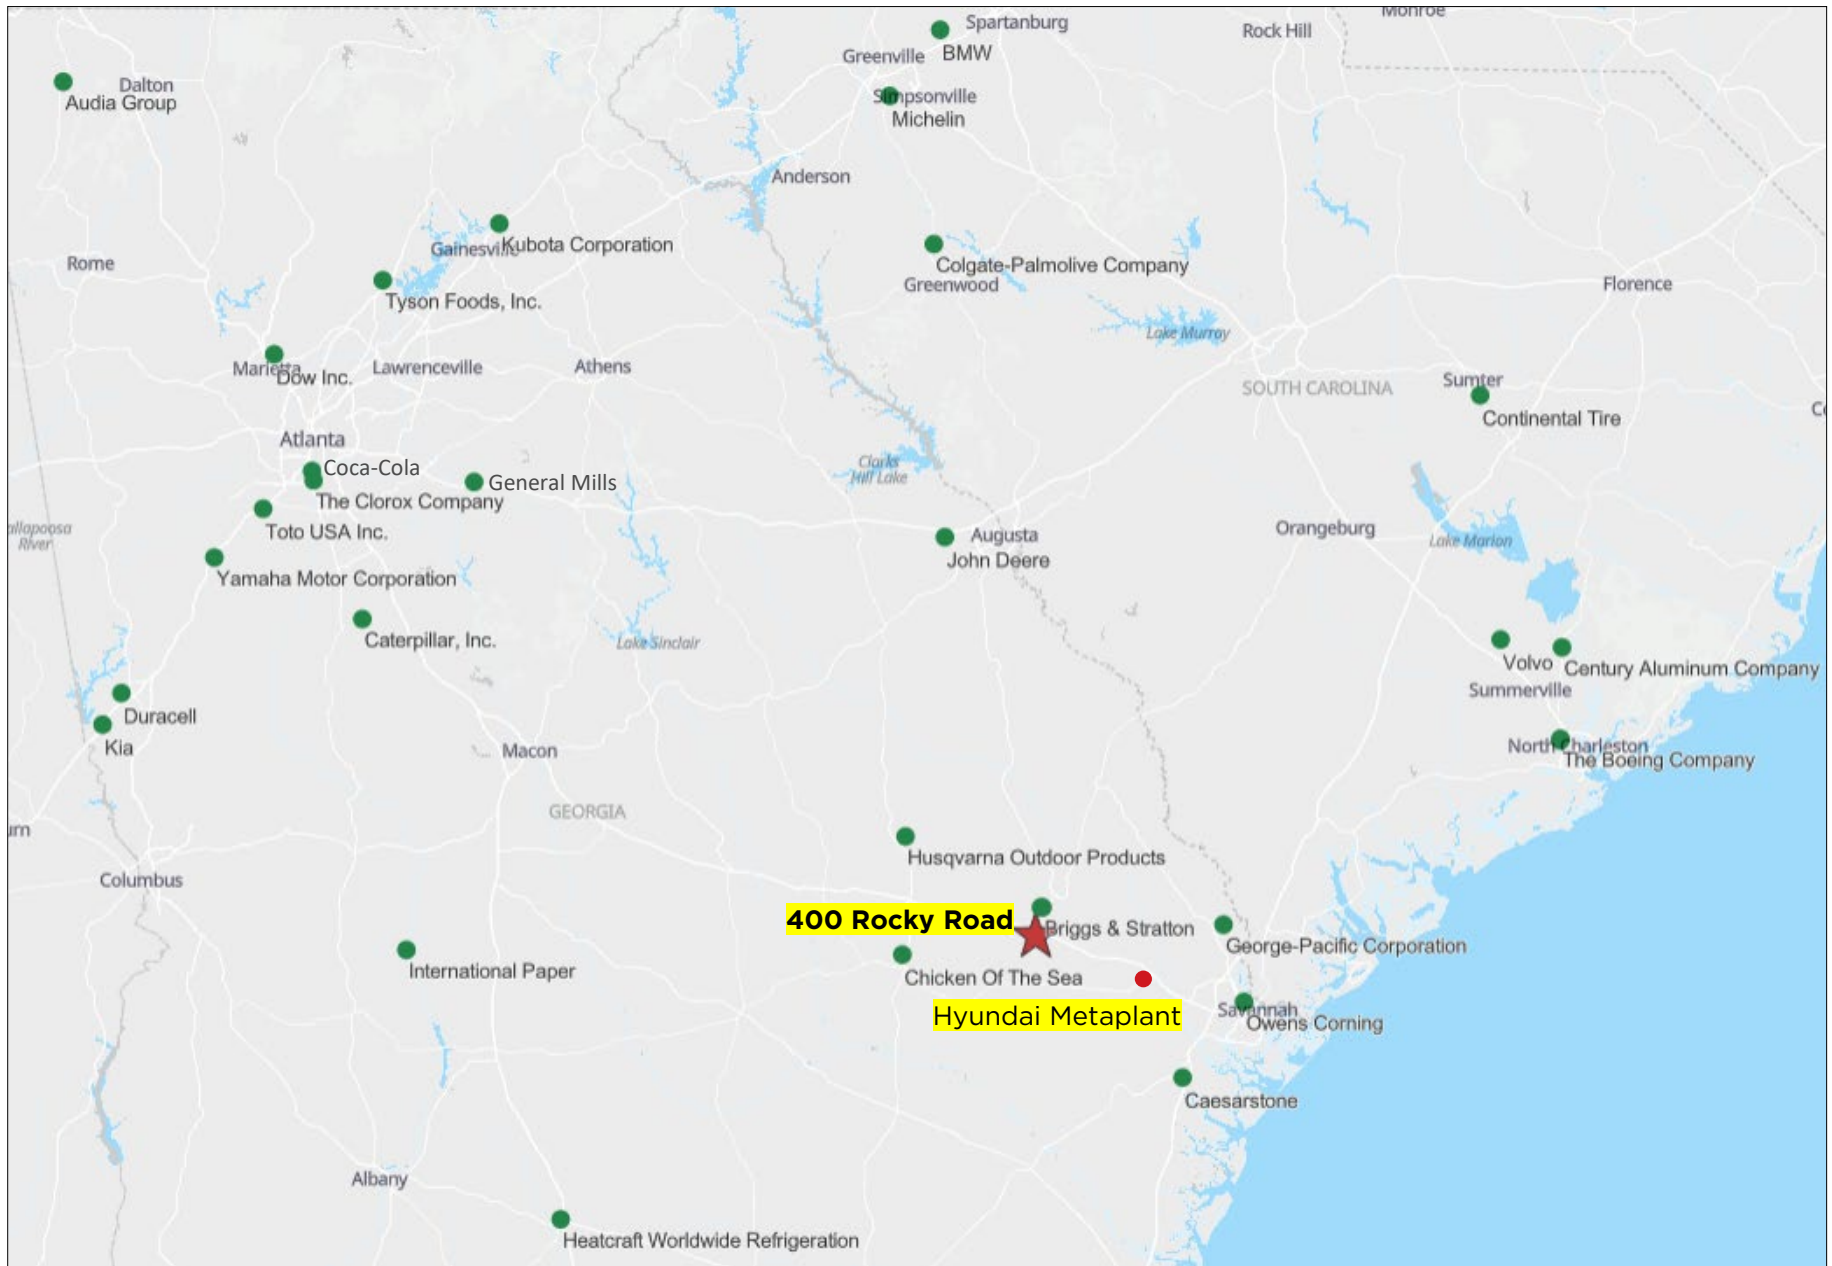 Monroe
Spartanburg
Rock Hill
Greenville
BMW
Dalton
Audia Group
Simpsonville
Michelin
Anderson
Gainesville
Kubota Corporation
Rome
Colgate-Palmolive Company
Greenwood
Florence
Tyson Foods, Inc.
Lake Murray
Marietta
Dow Inc.
Lawrenceville
Athens
SOUTH CAROLINA
Sumter
Continental Tire
Atlanta
Coca-Cola
Clarks
Hill Lake
General Mills
The Clorox Company
Toto USA Inc.
allapoosa
River
Augusta
John Deere
Orangeburg
Lake Marion
Yamaha Motor Corporation
Caterpillar, Inc.
Lake Sinclair
Volvo
Century Aluminum Company
Summerville
Duracell
Kia
Macon
North Charleston
The Boeing Company
GEORGIA
urn
Husqvarna Outdoor Products
Columbus
400 Rocky Road
Briggs & Stratton
George-Pacific Corporation
International Paper
Chicken Of The Sea
Hyundai Metaplant
Savannah
Owens Corning
Caesarstone
Albany
Heatcraft Worldwide Refrigeration